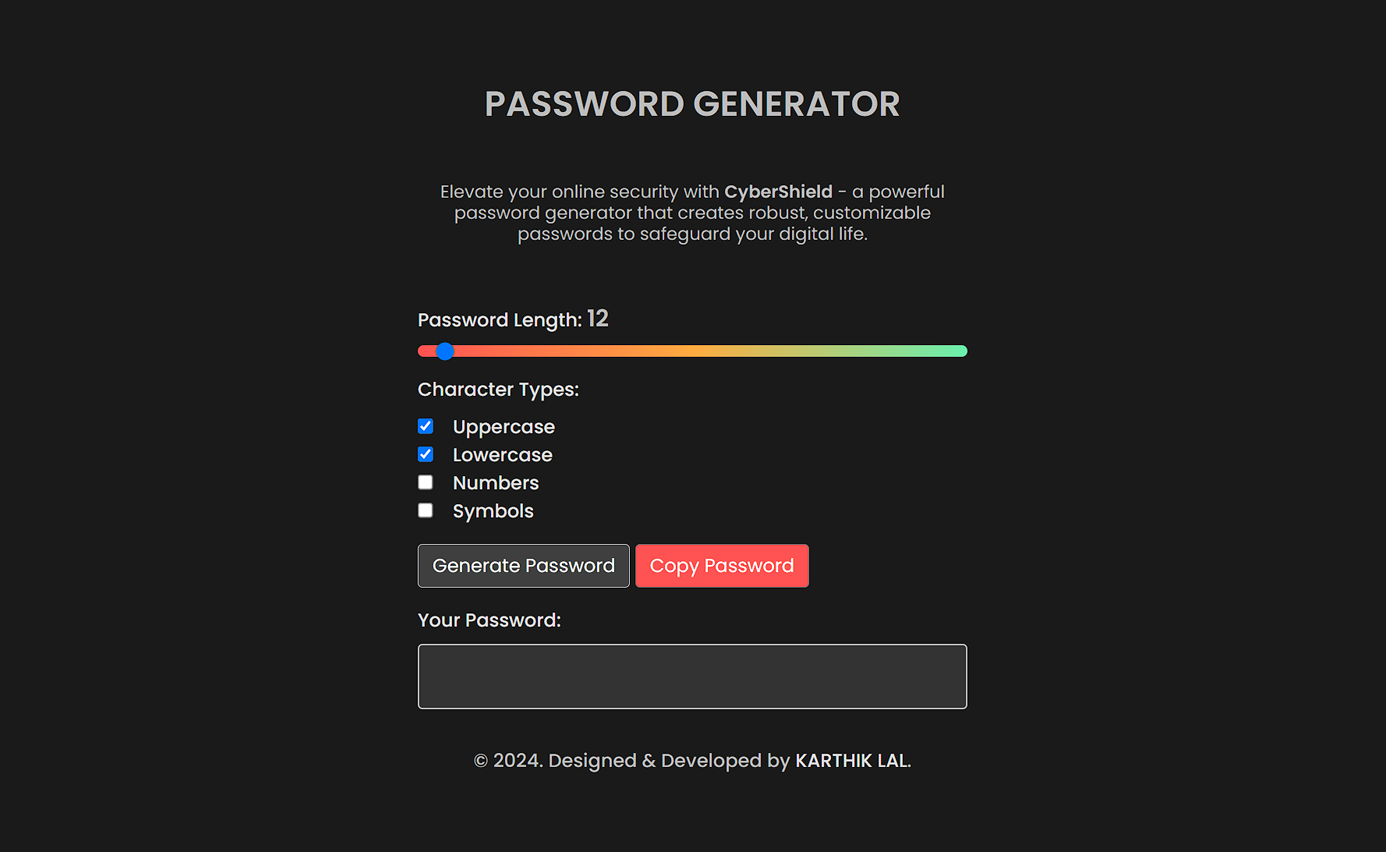 PASSWORD GENERATOR
Elevate your online security with CyberShield - a powerful
password generator that creates robust, customizable
passwords to safeguard your digital life.
Password Length: 12
Character Types:
Uppercase
Lowercase
Numbers
Symbols
Generate Password Copy Password
Your Password:
© 2024. Designed & Developed by KARTHIK LAL.